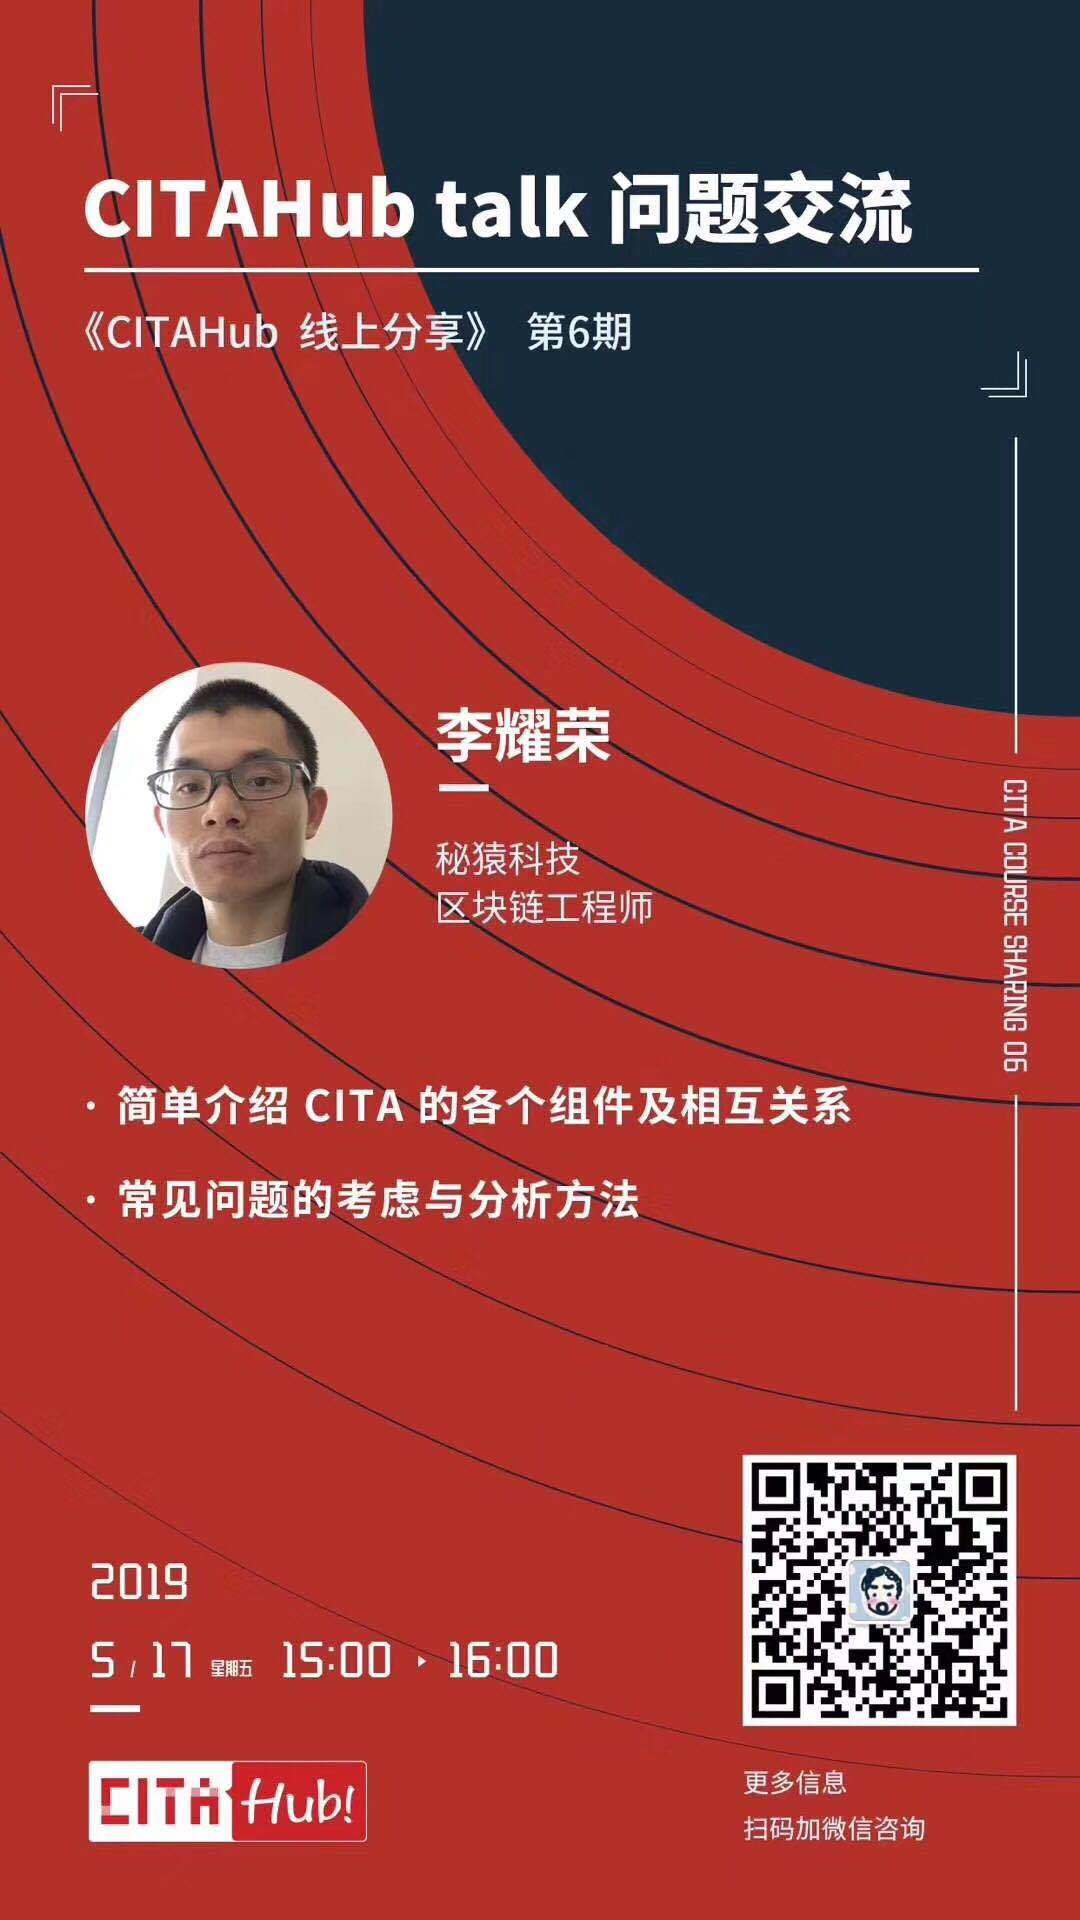 CITAHub talk 问题交流
《CITAHub 线上分享》 第6期
李耀荣
秘猿科技
区块链工程师
CITA COURSE SHARING 06
· 简单介绍 CITA 的各个组件及相互关系
· 常见问题的考虑与分析方法
2019
5 / 17 星期五 15:00 ▸ 16:00
CITA Hub!
更多信息
扫码加微信咨询